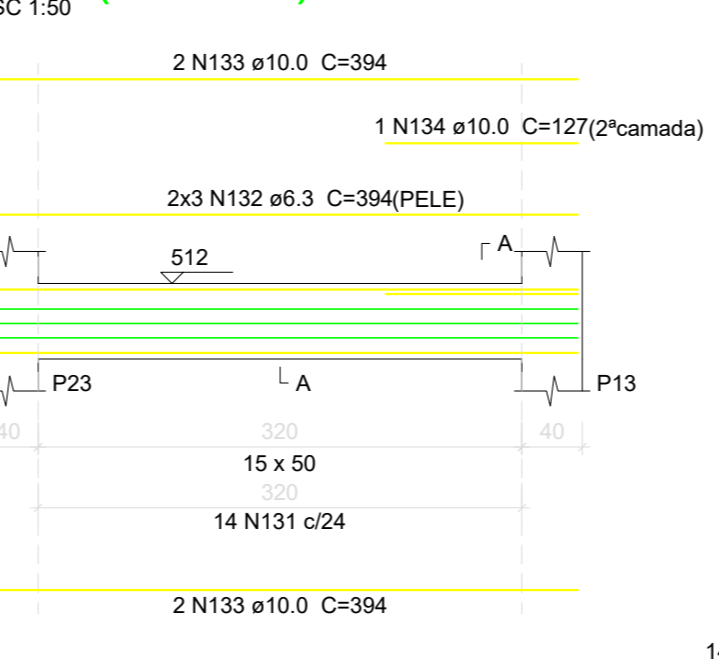 SC 1:50
2 N133 ø10.0 C=394
1 N134 ø10.0 C=127(2ªcamada)
2x3 N132 ø6.3 C=394(PELE)
512
A
P23
A
P13
40
320
40
15 x 50
320
14 N131 c/24
2 N133 ø10.0 C=394
14